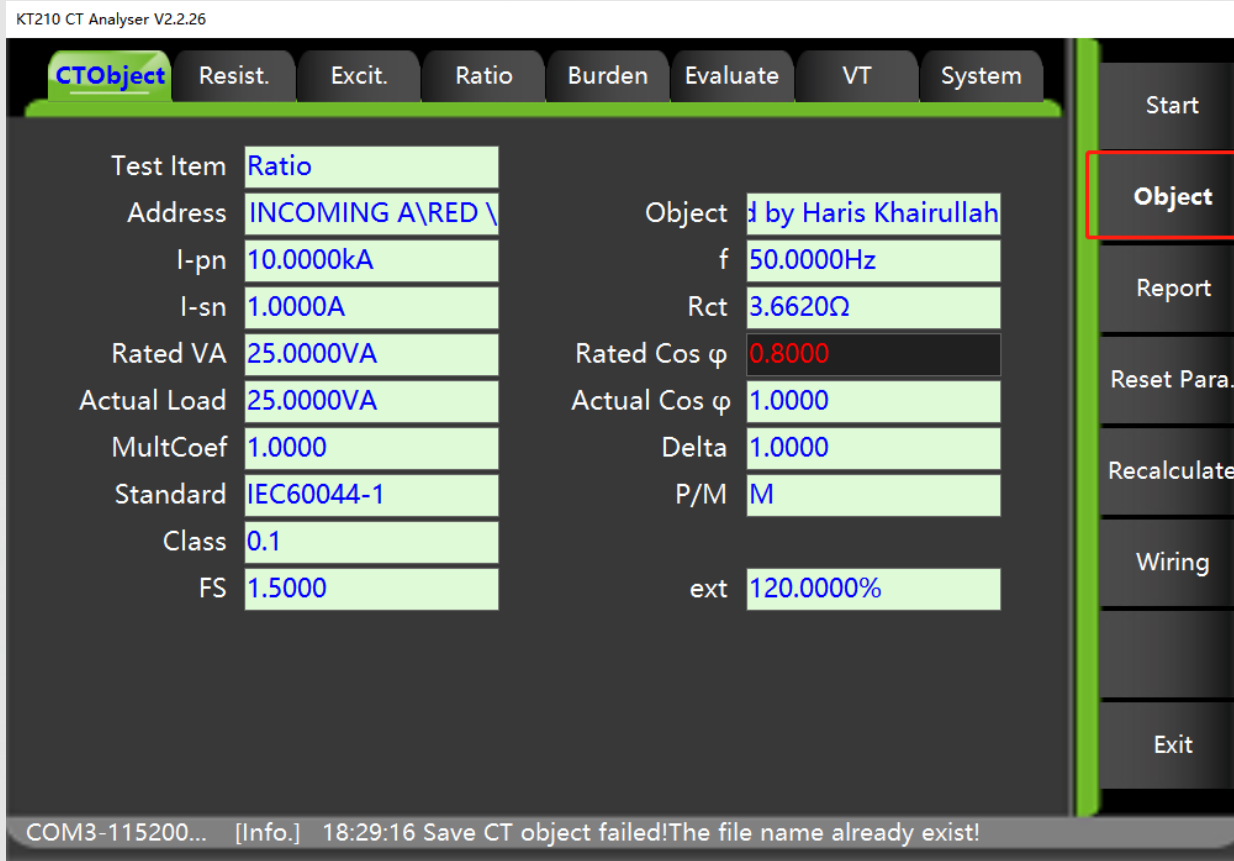 KT210 CT Analyser V2.2.26
CTObject Resist. Excit. Ratio Burden Evaluate VT System
Start
Object
Report
Reset Para.
Recalculate
Wiring
Exit
Test Item Ratio
Address INCOMING A\RED \ Object d by Haris Khairullah
I-pn 10.0000kA f 50.0000Hz
I-sn 1.0000A Rct 3.6620Ω
Rated VA 25.0000VA Rated Cos φ 0.8000
Actual Load 25.0000VA Actual Cos φ 1.0000
MultCoef 1.0000 Delta 1.0000
Standard IEC60044-1 P/M M
Class 0.1
FS 1.5000 ext 120.0000%
COM3-115200... [Info.] 18:29:16 Save CT object failed!The file name already exist!